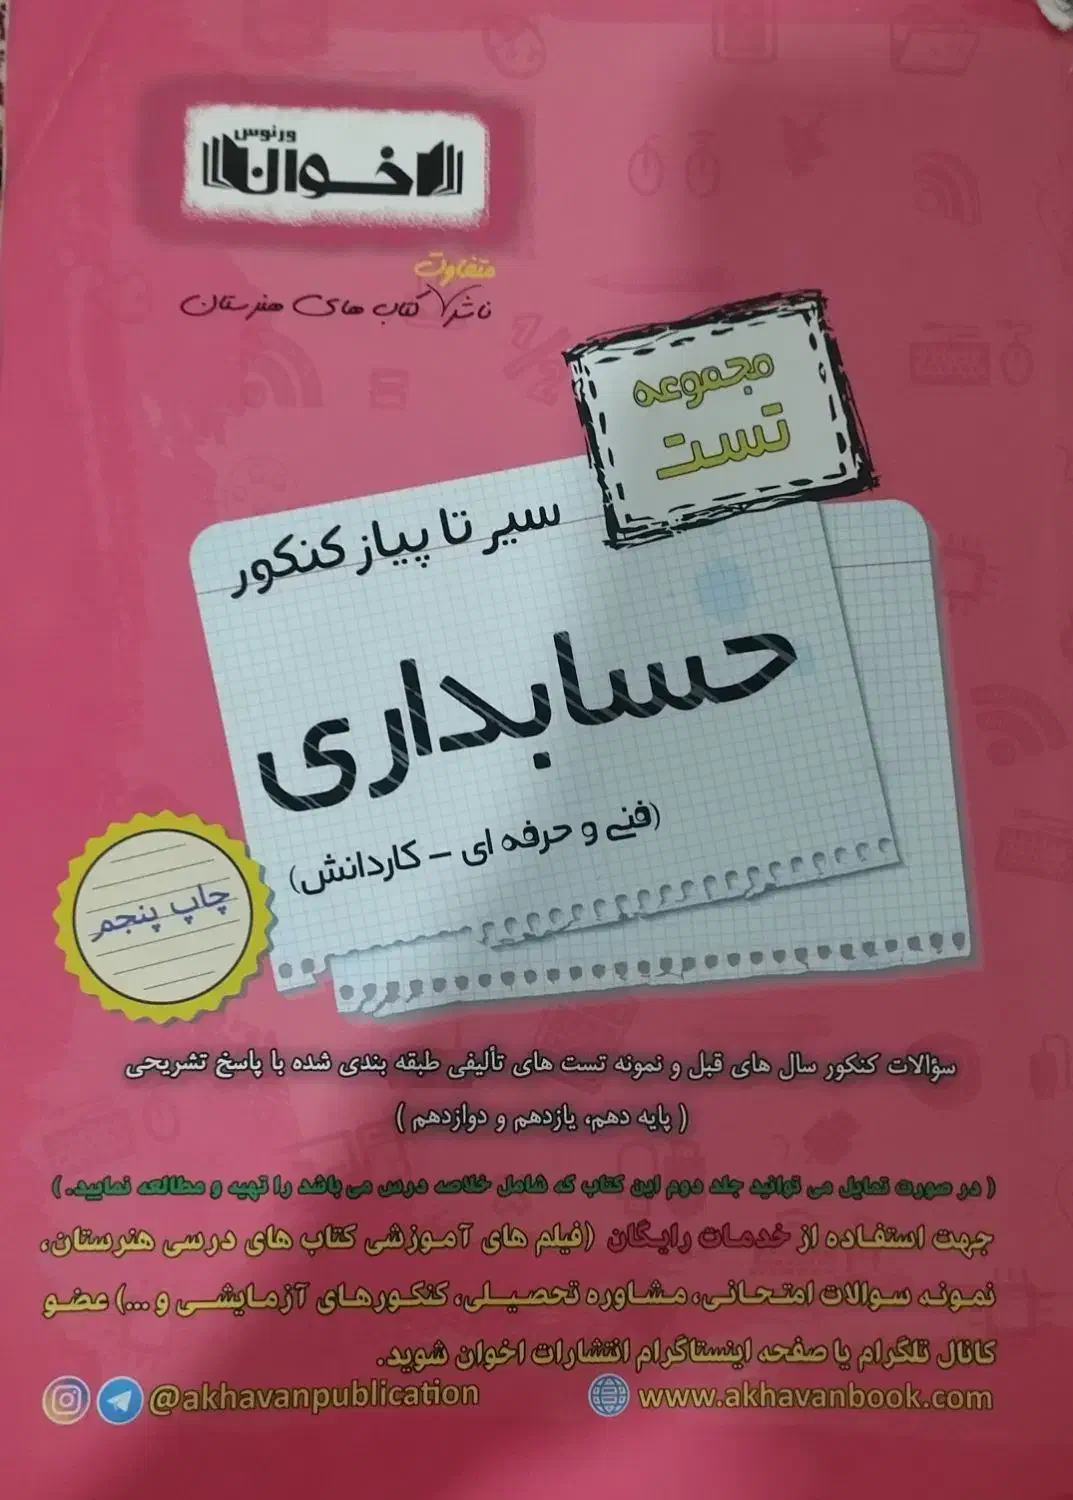 ورنوس
اخوان
متفاوت
ناشر کتاب های هنرستان
مجموعه
تست
سیر تا پیاز کنکور
حسابداری
(فنی و حرفه ای - کاردانش)
چاپ پنجم
سؤالات کنکور سال های قبل و نمونه تست های تألیفی طبقه بندی شده با پاسخ تشریحی
( پایه دهم، یازدهم و دوازدهم )
( در صورت تمایل می توانید جلد دوم این کتاب که شامل خلاصه درس می باشد را تهیه و مطالعه نمایید. )
جهت استفاده از خدمات رایگان (فیلم های آموزشی کتاب های درسی هنرستان،
نمونه سوالات امتحانی، مشاوره تحصیلی، کنکورهای آزمایشی و ...) عضو
کانال تلگرام یا صفحه اینستاگرام انتشارات اخوان شوید.
@akhavanpublication www.akhavanbook.com